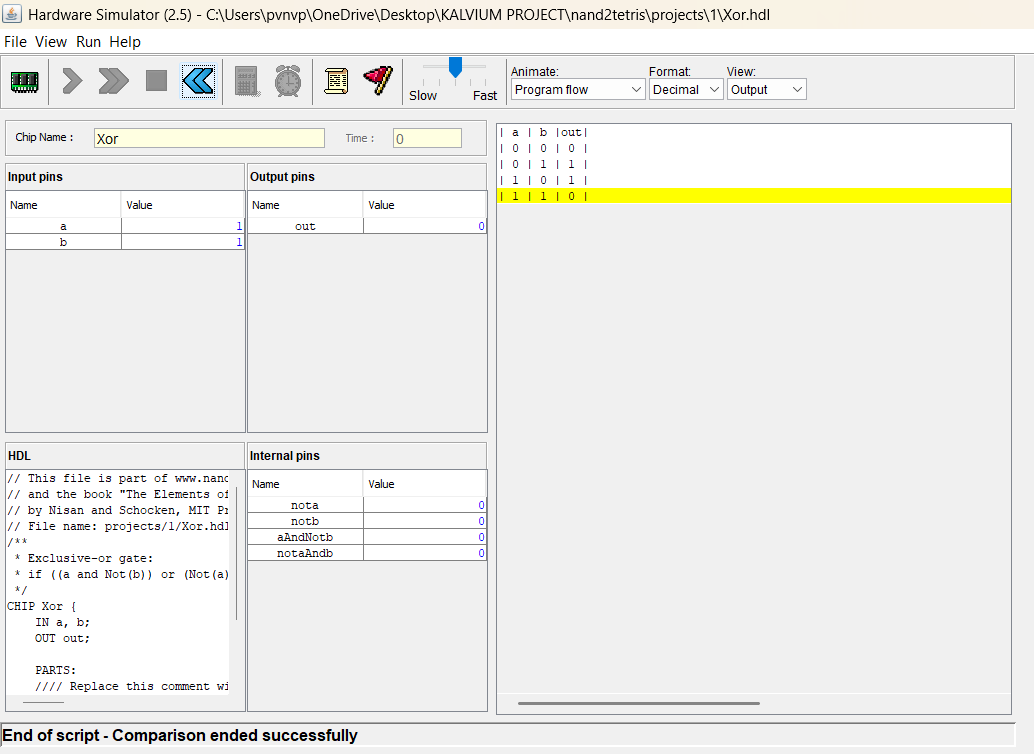 Hardware Simulator (2.5) - C:\Users\pvnvp\OneDrive\Desktop\KALVIUM PROJECT\nand2tetris\projects\1\Xor.hdl
File View Run Help
Slow Fast
Animate: Format: View:
Program flow Decimal Output
Chip Name : Xor Time : 0
Input pins
Name Value
a 1
b 1
Output pins
Name Value
out 0
| a | b |out|
| 0 | 0 | 0 |
| 0 | 1 | 1 |
| 1 | 0 | 1 |
| 1 | 1 | 0 |
HDL
// This file is part of www.nand
// and the book "The Elements of
// by Nisan and Schocken, MIT Pr
// File name: projects/1/Xor.hdl
/**
 * Exclusive-or gate:
 * if ((a and Not(b)) or (Not(a)
 */
CHIP Xor {
    IN a, b;
    OUT out;
    PARTS:
    //// Replace this comment wi
Internal pins
Name Value
nota 0
notb 0
aAndNotb 0
notaAndb 0
End of script - Comparison ended successfully